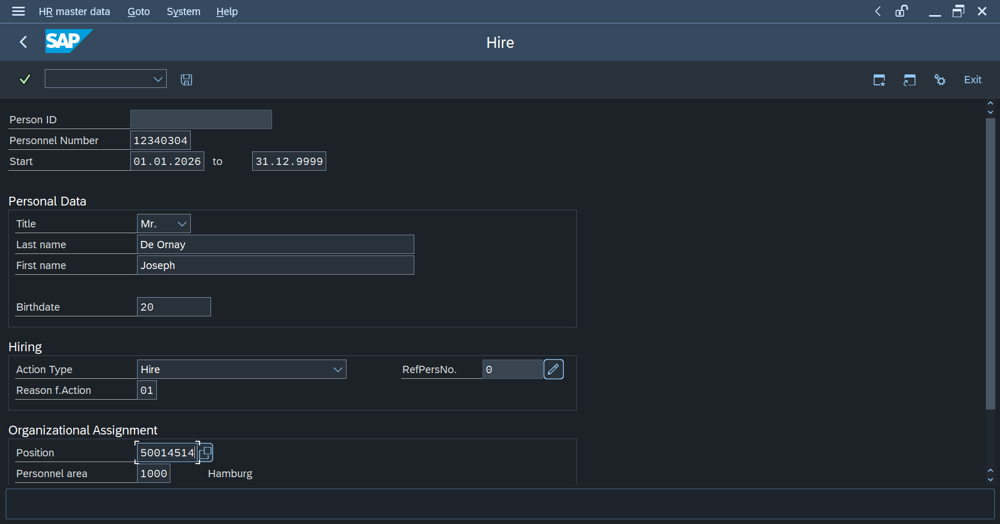 HR master data Goto System Help
SAP Hire
Exit
Person ID
Personnel Number 12340304
Start 01.01.2026 to 31.12.9999
Personal Data
Title Mr.
Last name De Ornay
First name Joseph
Birthdate 20
Hiring
Action Type Hire RefPersNo. 0
Reason f.Action 01
Organizational Assignment
Position 50014514
Personnel area 1000 Hamburg